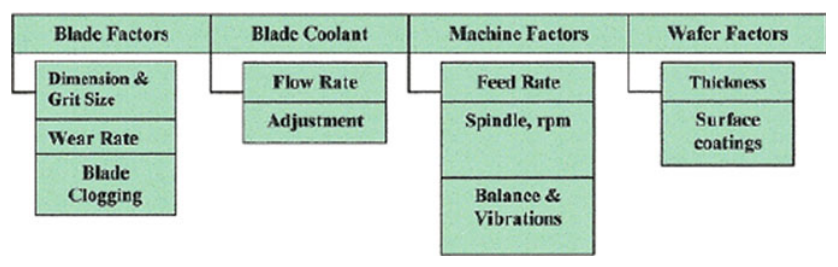 Blade Factors
Dimension &
Grit Size
Wear Rate
Blade
Clogging
Blade Coolant
Flow Rate
Adjustment
Machine Factors
Feed Rate
Spindle, rpm
Balance &
Vibrations
Wafer Factors
Thickness
Surface
coatings